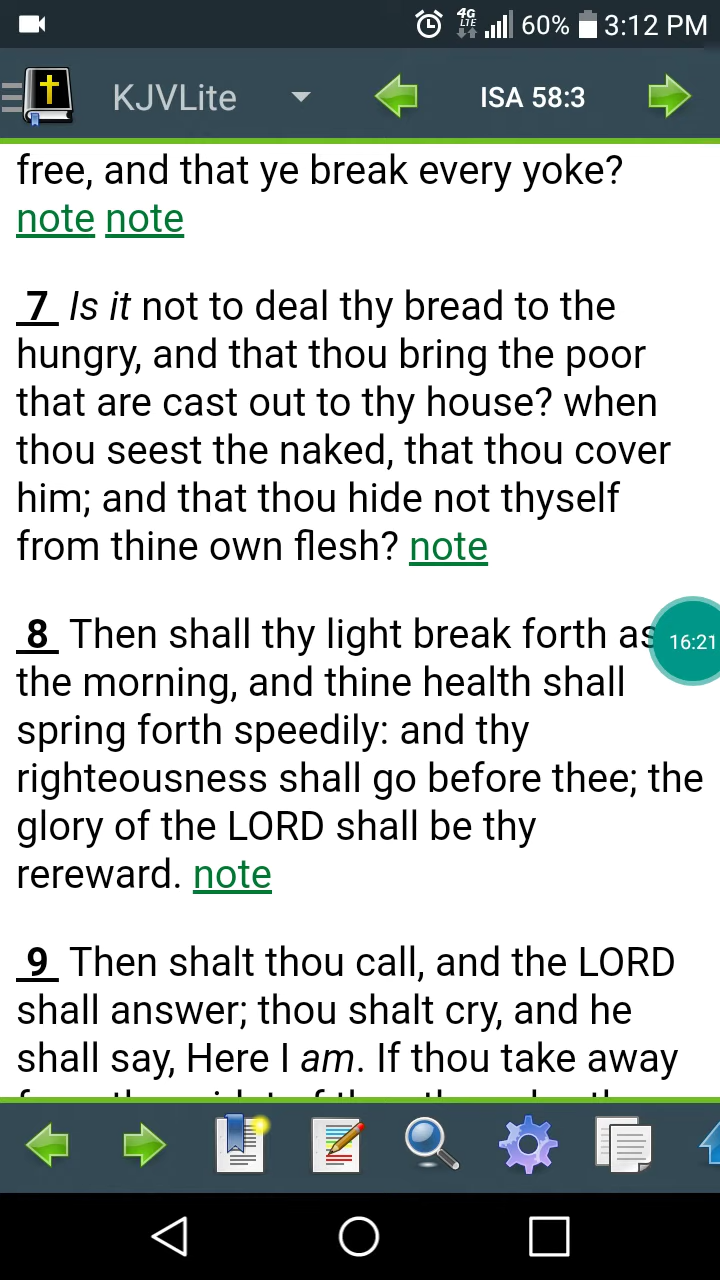 4G LTE 60% 3:12 PM
KJVLite ISA 58:3
free, and that ye break every yoke?
note note
7 Is it not to deal thy bread to the
hungry, and that thou bring the poor
that are cast out to thy house? when
thou seest the naked, that thou cover
him; and that thou hide not thyself
from thine own flesh? note
8 Then shall thy light break forth as
16:21
the morning, and thine health shall
spring forth speedily: and thy
righteousness shall go before thee; the
glory of the LORD shall be thy
rereward. note
9 Then shalt thou call, and the LORD
shall answer; thou shalt cry, and he
shall say, Here I am. If thou take away